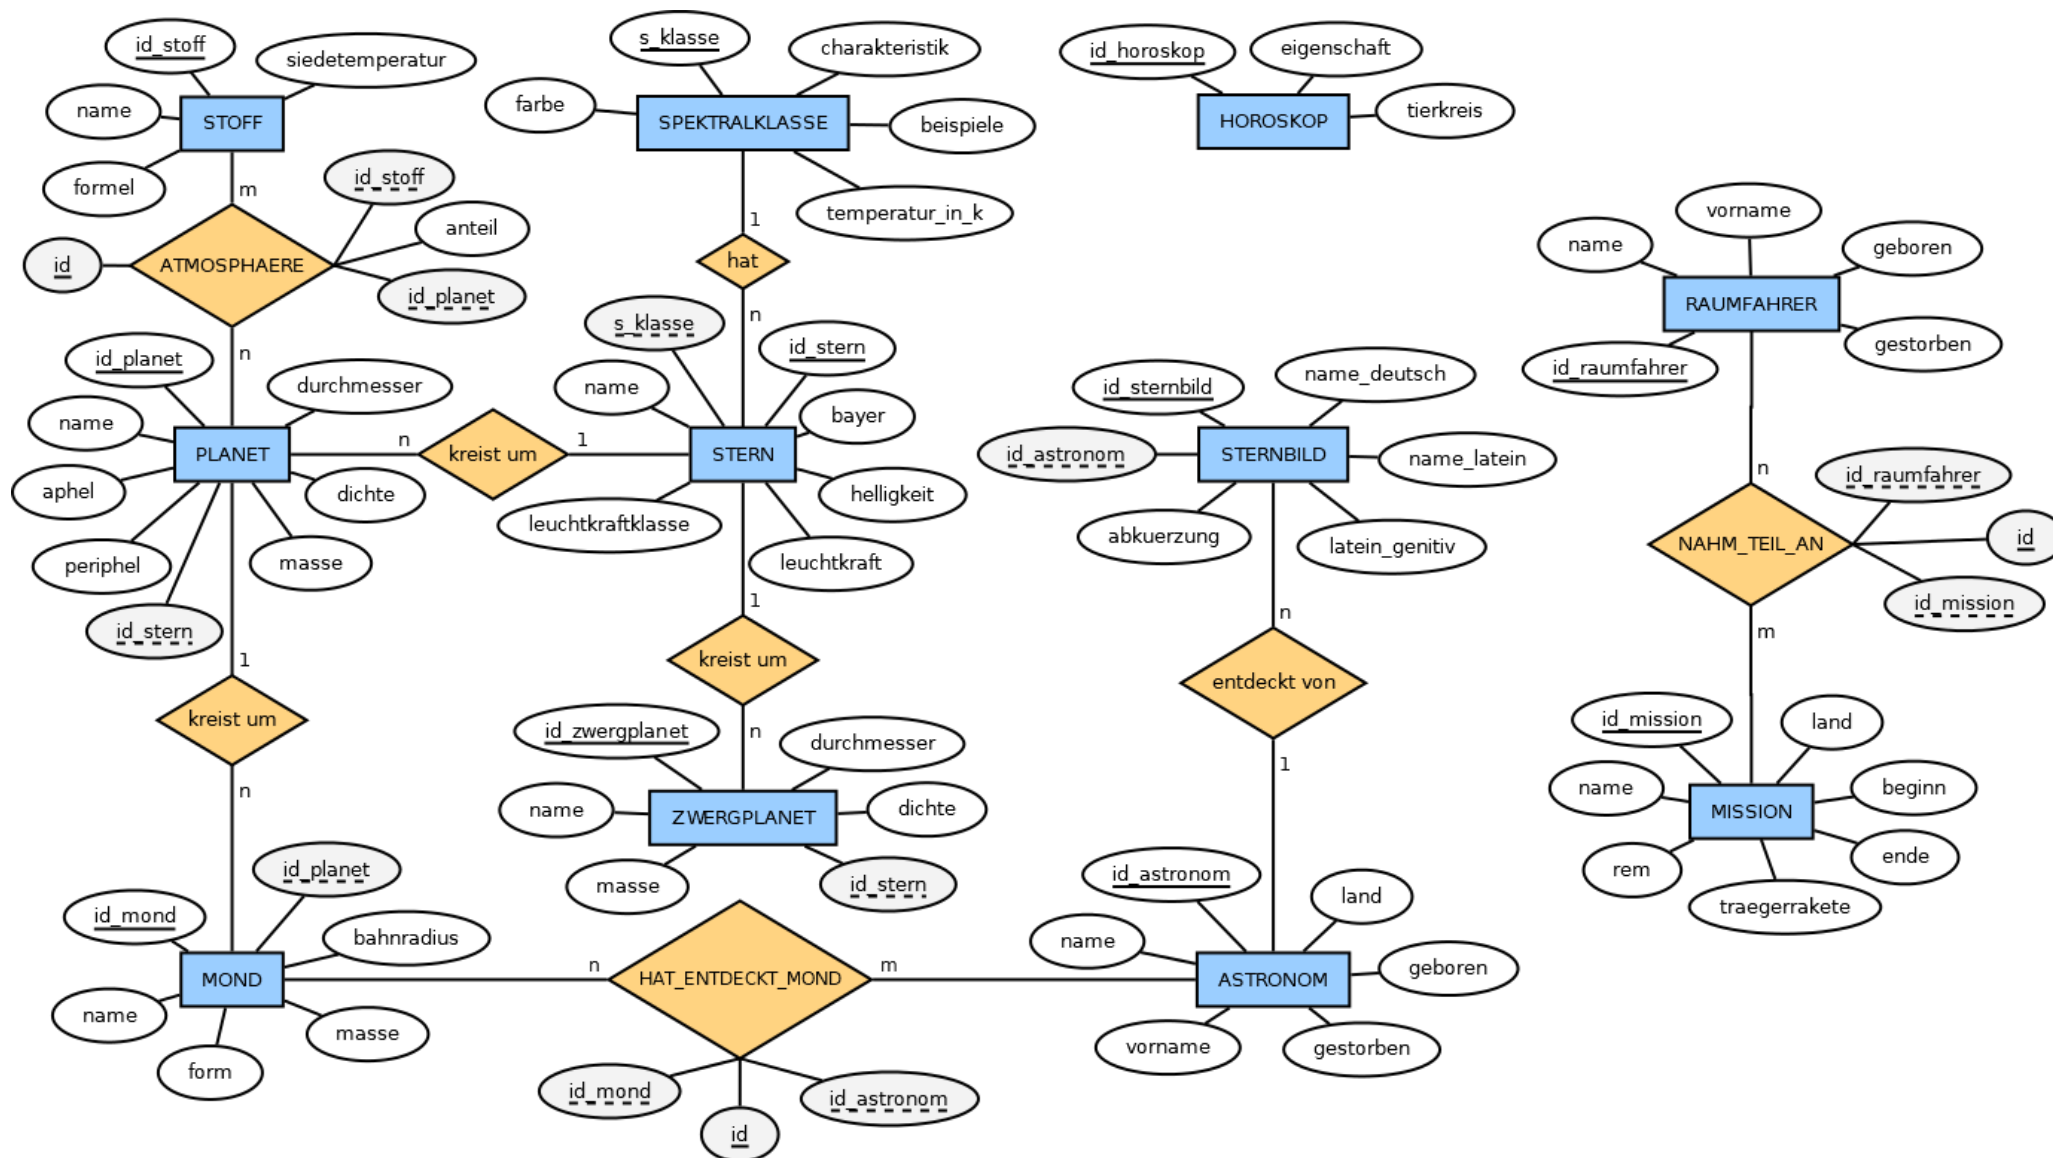 id_stoff
siedetemperatur
name
STOFF
formel
m
id_stoff
anteil
id
ATMOSPHAERE
id_planet
n
s_klasse
charakteristik
farbe
SPEKTRALKLASSE
beispiele
temperatur_in_k
1
hat
n
id_horoskop
eigenschaft
HOROSKOP
tierkreis
vorname
name
geboren
RAUMFAHRER
id_raumfahrer
gestorben
n
id_raumfahrer
NAHM_TEIL_AN
id
id_mission
m
id_planet
durchmesser
name
PLANET
aphel
dichte
periphel
masse
id_stern
n
kreist um
1
s_klasse
id_stern
name
bayer
STERN
helligkeit
leuchtkraftklasse
leuchtkraft
id_sternbild
name_deutsch
id_astronom
STERNBILD
name_latein
abkuerzung
latein_genitiv
n
entdeckt von
1
1
kreist um
n
1
kreist um
n
id_zwergplanet
durchmesser
name
ZWERGPLANET
dichte
masse
id_stern
id_mission
land
name
MISSION
beginn
rem
ende
traegerrakete
id_planet
id_mond
bahnradius
MOND
name
masse
form
n
HAT_ENTDECKT_MOND
m
id_mond
id_astronom
id
id_astronom
land
name
ASTRONOM
geboren
vorname
gestorben